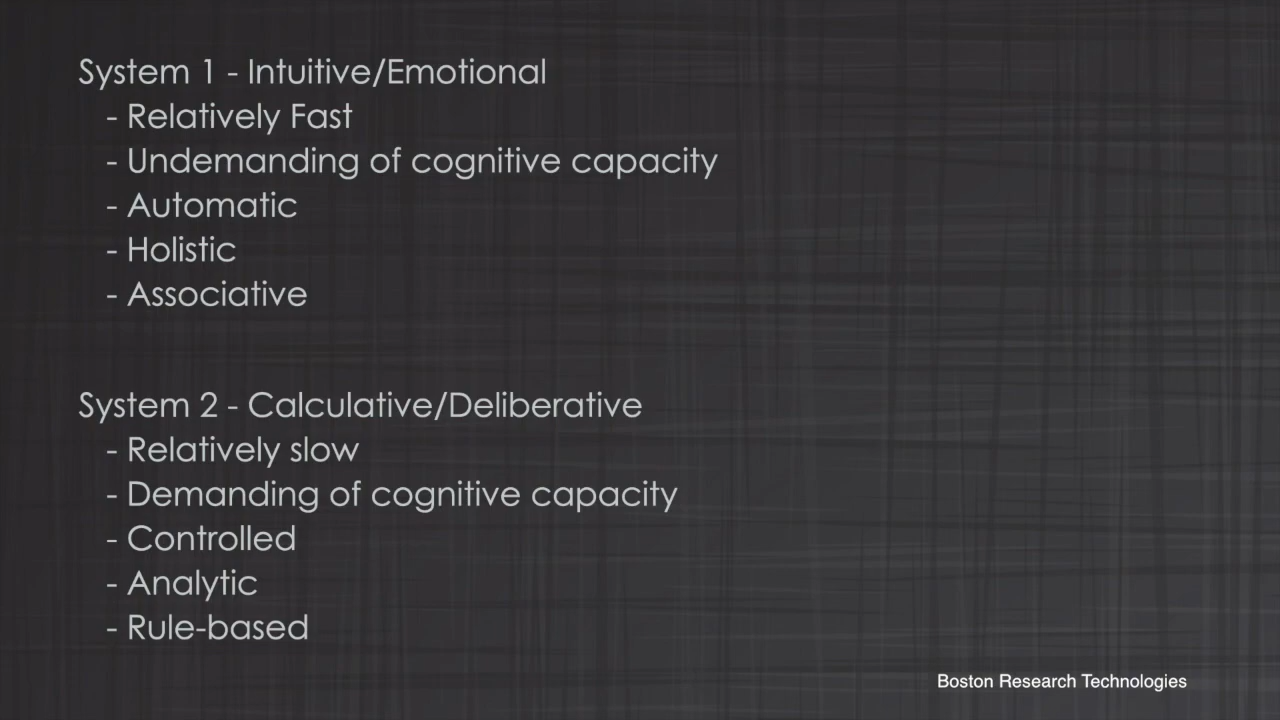 System 1 - Intuitive/Emotional
- Relatively Fast
- Undemanding of cognitive capacity
- Automatic
- Holistic
- Associative
System 2 - Calculative/Deliberative
- Relatively slow
- Demanding of cognitive capacity
- Controlled
- Analytic
- Rule-based
Boston Research Technologies